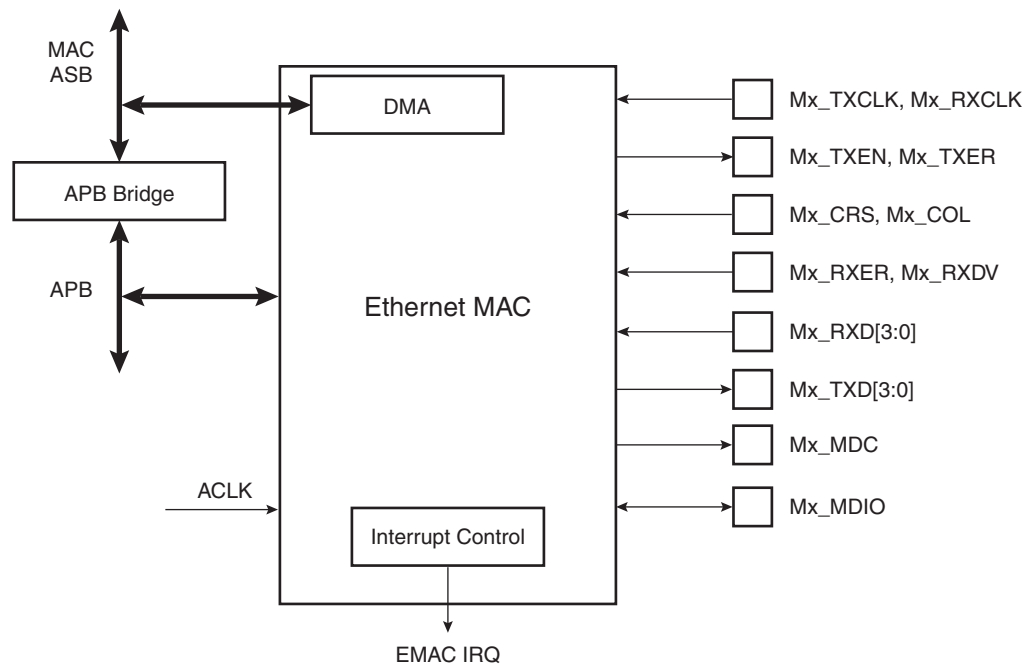 MAC
ASB
DMA
APB Bridge
APB
Ethernet MAC
ACLK
Interrupt Control
EMAC IRQ
Mx_TXCLK, Mx_RXCLK
Mx_TXEN, Mx_TXER
Mx_CRS, Mx_COL
Mx_RXER, Mx_RXDV
Mx_RXD[3:0]
Mx_TXD[3:0]
Mx_MDC
Mx_MDIO